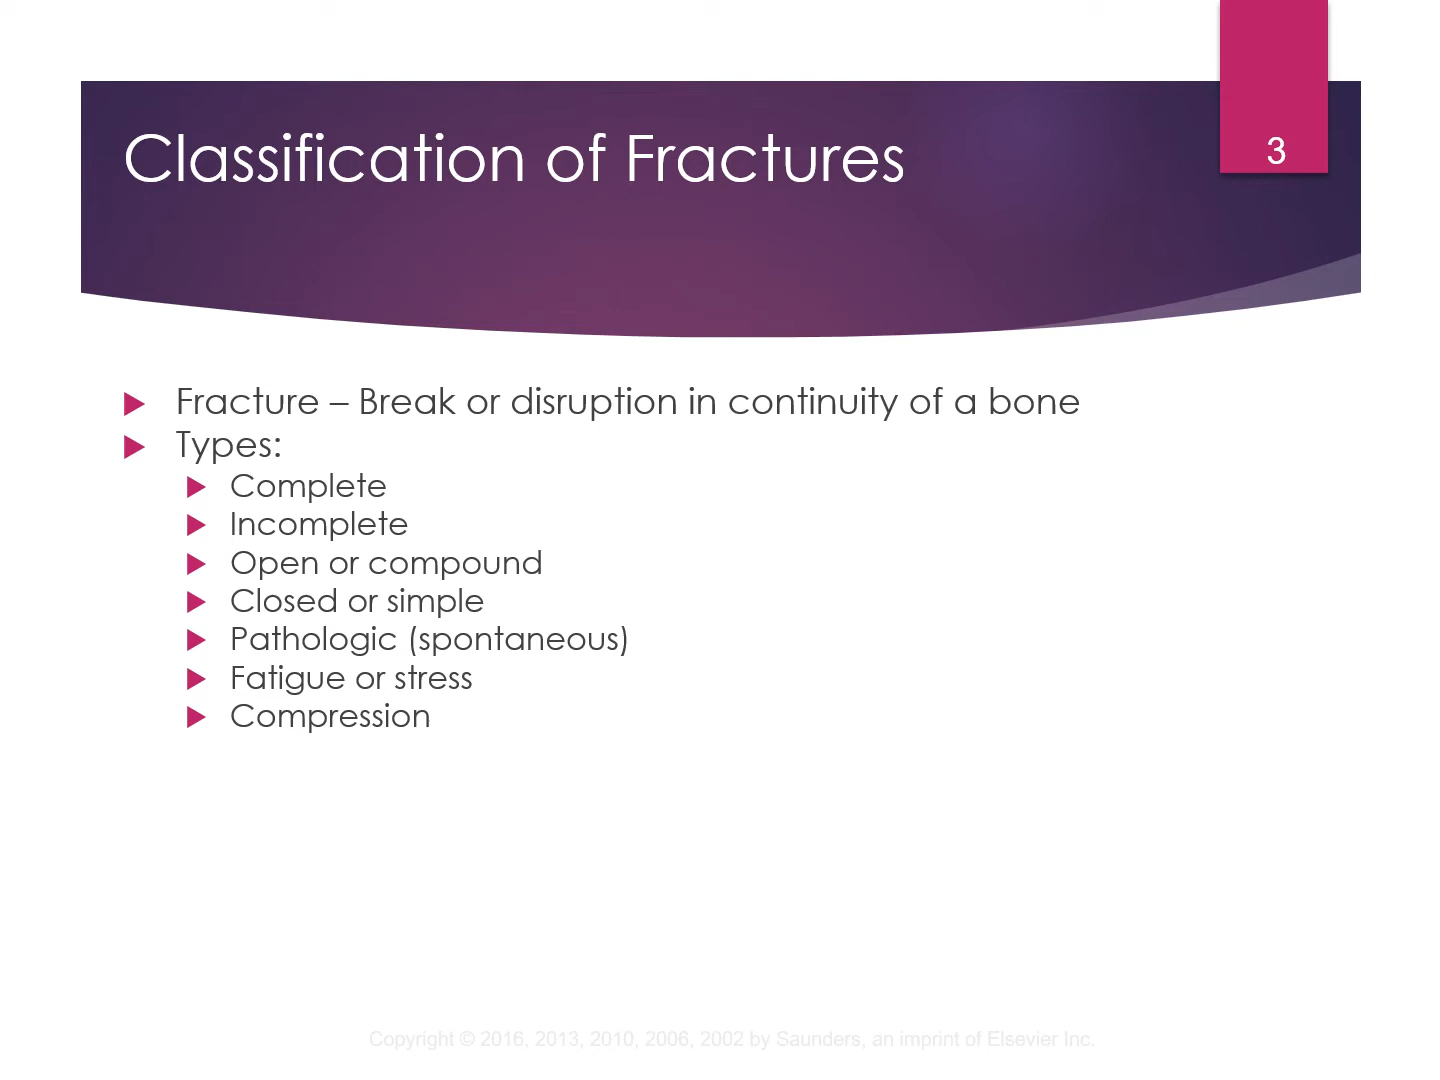 Classification of Fractures
3
Fracture – Break or disruption in continuity of a bone
Types:
Complete
Incomplete
Open or compound
Closed or simple
Pathologic (spontaneous)
Fatigue or stress
Compression
Copyright © 2016, 2013, 2010, 2006, 2002 by Saunders, an imprint of Elsevier Inc.